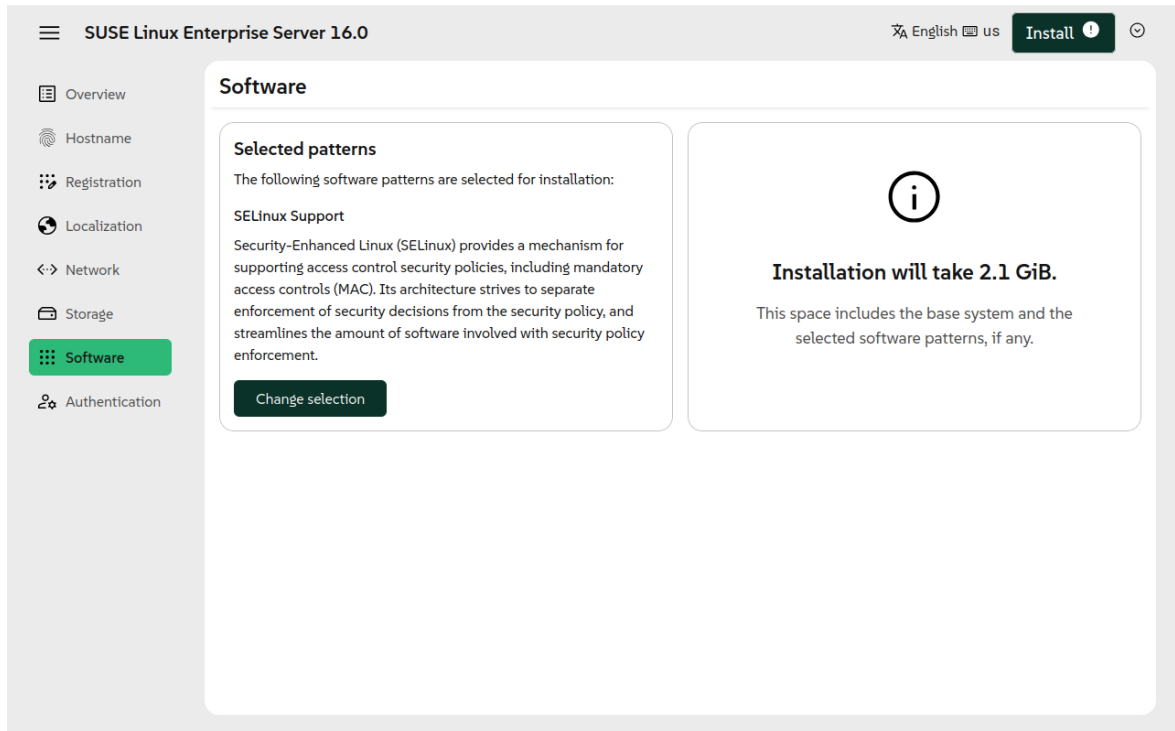 SUSE Linux Enterprise Server 16.0
English us
Install
Overview
Hostname
Registration
Localization
Network
Storage
Software
Authentication
Software
Selected patterns
The following software patterns are selected for installation:
SELinux Support
Security-Enhanced Linux (SELinux) provides a mechanism for
supporting access control security policies, including mandatory
access controls (MAC). Its architecture strives to separate
enforcement of security decisions from the security policy, and
streamlines the amount of software involved with security policy
enforcement.
Change selection
Installation will take 2.1 GiB.
This space includes the base system and the
selected software patterns, if any.